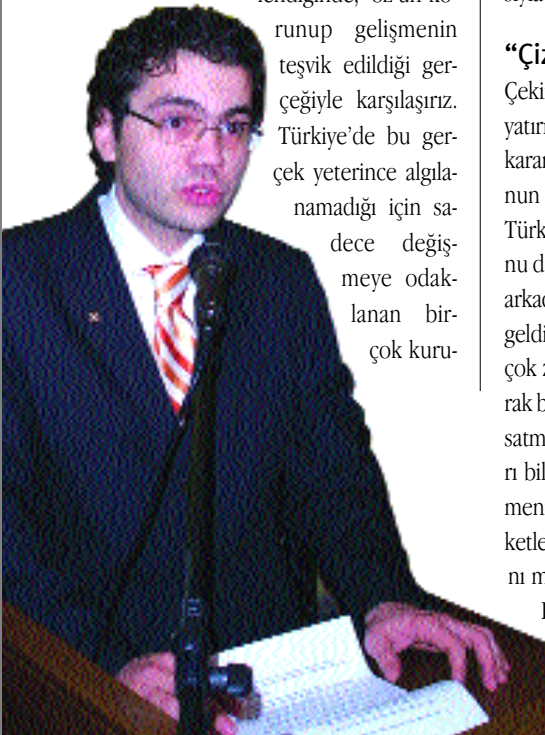 runup gelişmenin
teşvik edildiği ger-
çeğiyle karşılaşırız.
Türkiye’de bu ger-
çek yeterince algıla-
namadığı için sa-
dece değiş-
meye odak-
lanan bir-
çok kuru-
“Çiz
Çeki
yatırı
karar
nun
Türk
nu d
arkad
geldi
çok z
rak b
satm
rı bil
men
ketle
nı m